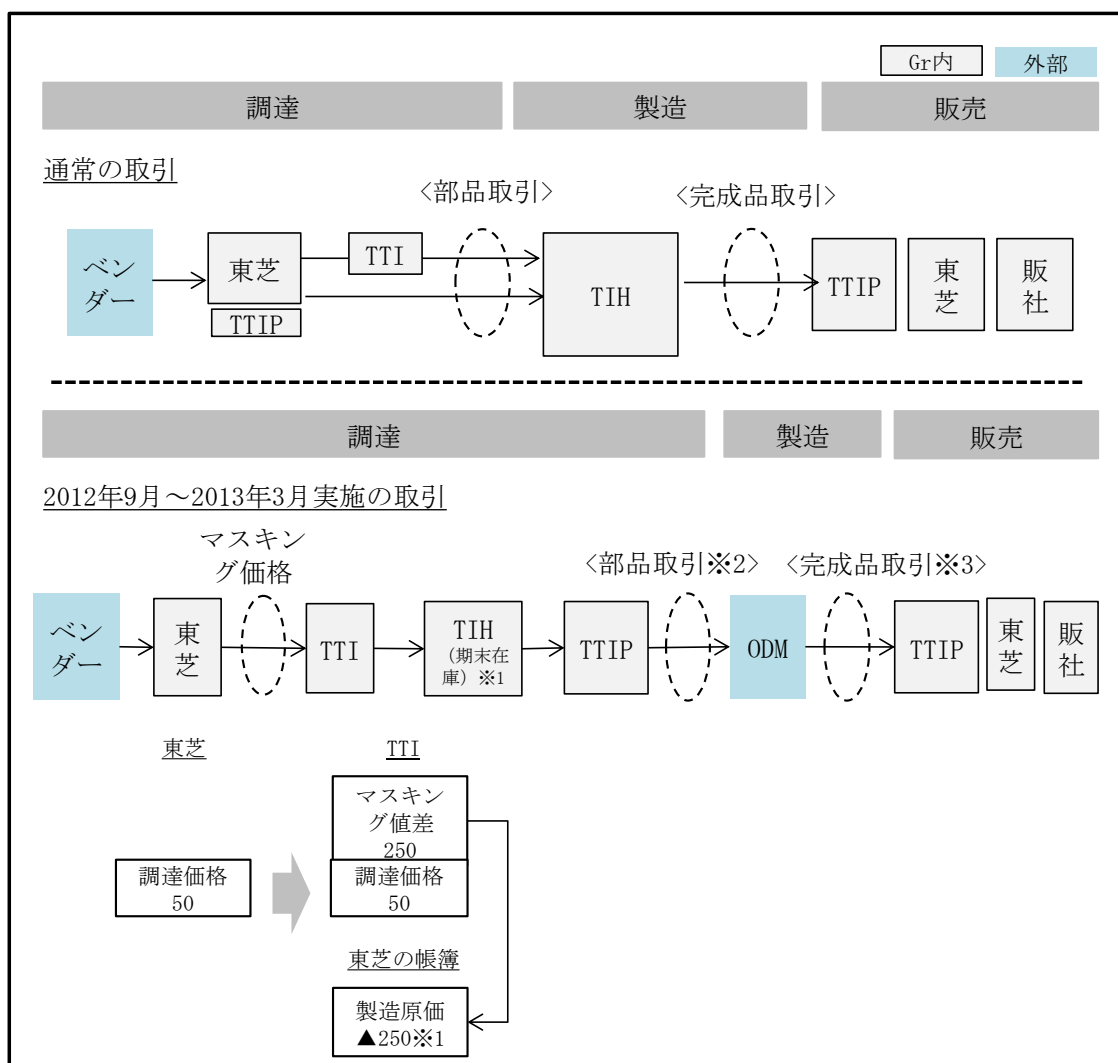 Gr内 外部
調達 製造 販売
通常の取引
<部品取引> <完成品取引>
ベン
ダー
東芝
TTIP
TTI
TIH
TTIP
東
芝
販
社
調達 製造 販売
2012年9月～2013年3月実施の取引
マスキン
グ価格
<部品取引※2> <完成品取引※3>
ベン
ダー
東
芝
TTI
TIH
(期末在
庫)※1
TTIP
ODM
TTIP
東
芝
販
社
東芝 TTI
マスキン
グ値差
250
調達価格
50
調達価格
50
東芝の帳簿
製造原価
▲250※1